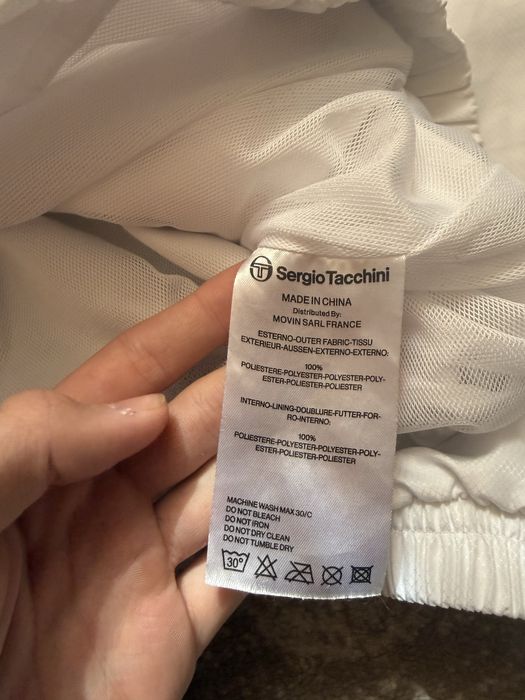 Sergio Tacchini
MADE IN CHINA
Distributed By:
MOVIN SARL FRANCE
ESTERNO-OUTER FABRIC-TISSU
EXTERIEUR-AUSSEN-EXTERNO-EXTERNO:
100%
POLIESTERE-POLYESTER-POLYESTER-POLY-
ESTER-POLIESTER-POLIESTER
INTERNO-LINING-DOUBLURE-FUTTER-FOR-
RO-INTERNO:
100%
POLIESTERE-POLYESTER-POLYESTER-POLY-
ESTER-POLIESTER-POLIESTER
MACHINE WASH MAX 30/C
DO NOT BLEACH
DO NOT IRON
DO NOT DRY CLEAN
DO NOT TUMBLE DRY
30°